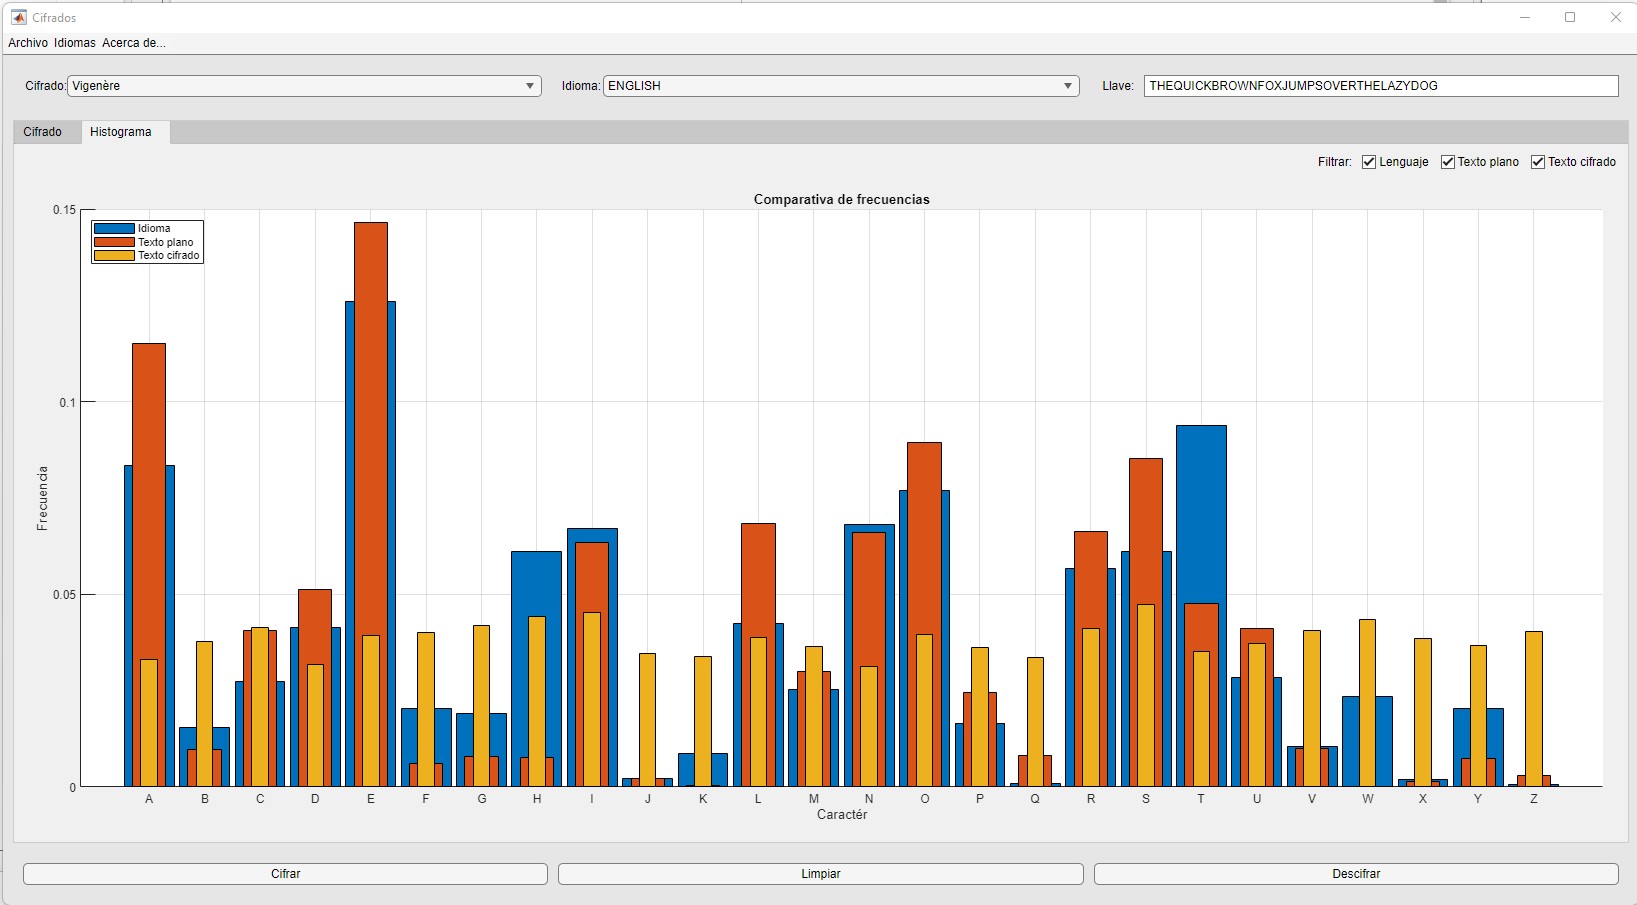 Cifrados
Archivo Idiomas Acerca de...
Cifrado: Vigenère Idioma: ENGLISH Llave: THEQUICKBROWNFOXJUMPSOVERTHELAZYDOG
Cifrado Histograma
Filtrar: Lenguaje Texto plano Texto cifrado
Comparativa de frecuencias
Idioma
Texto plano
Texto cifrado
0.15
0.1
0.05
0
Frecuencia
A B C D E F G H I J K L M N O P Q R S T U V W X Y Z
Caractér
Cifrar Limpiar Descifrar